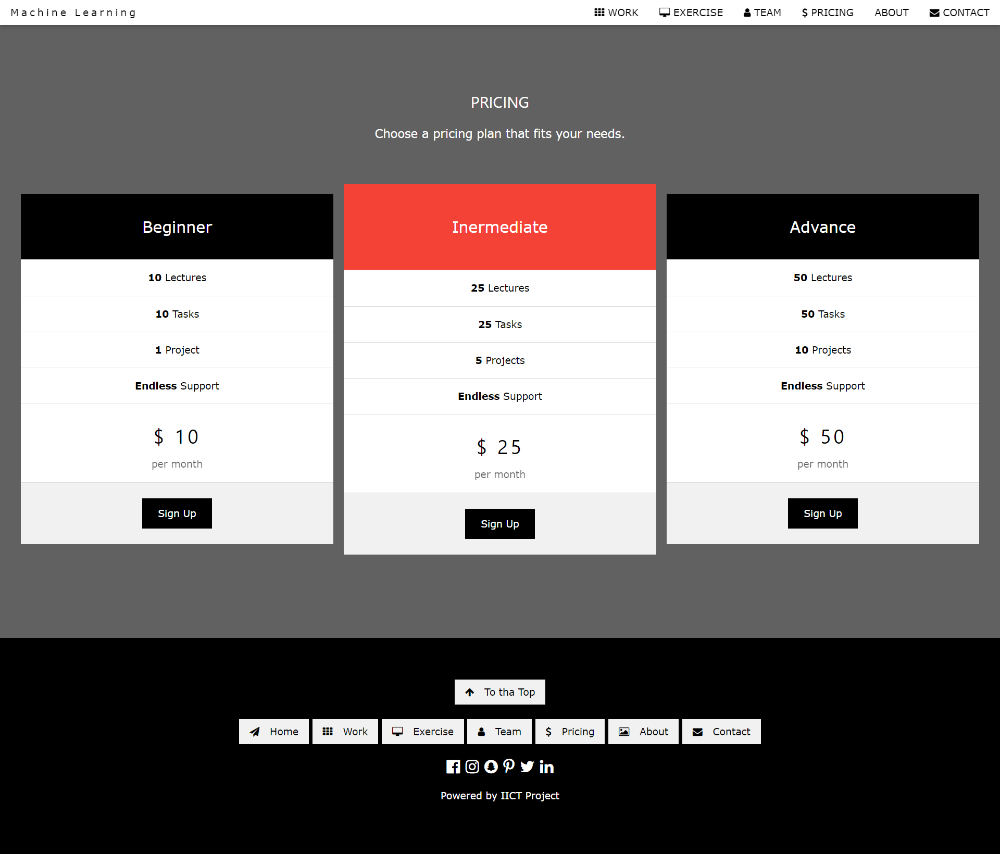 Machine Learning
WORK EXERCISE TEAM $ PRICING ABOUT CONTACT
PRICING
Choose a pricing plan that fits your needs.
Beginner
10 Lectures
10 Tasks
1 Project
Endless Support
$ 10
per month
Sign Up
Inermediate
25 Lectures
25 Tasks
5 Projects
Endless Support
$ 25
per month
Sign Up
Advance
50 Lectures
50 Tasks
10 Projects
Endless Support
$ 50
per month
Sign Up
To tha Top
Home Work Exercise Team $ Pricing About Contact
Powered by IICT Project